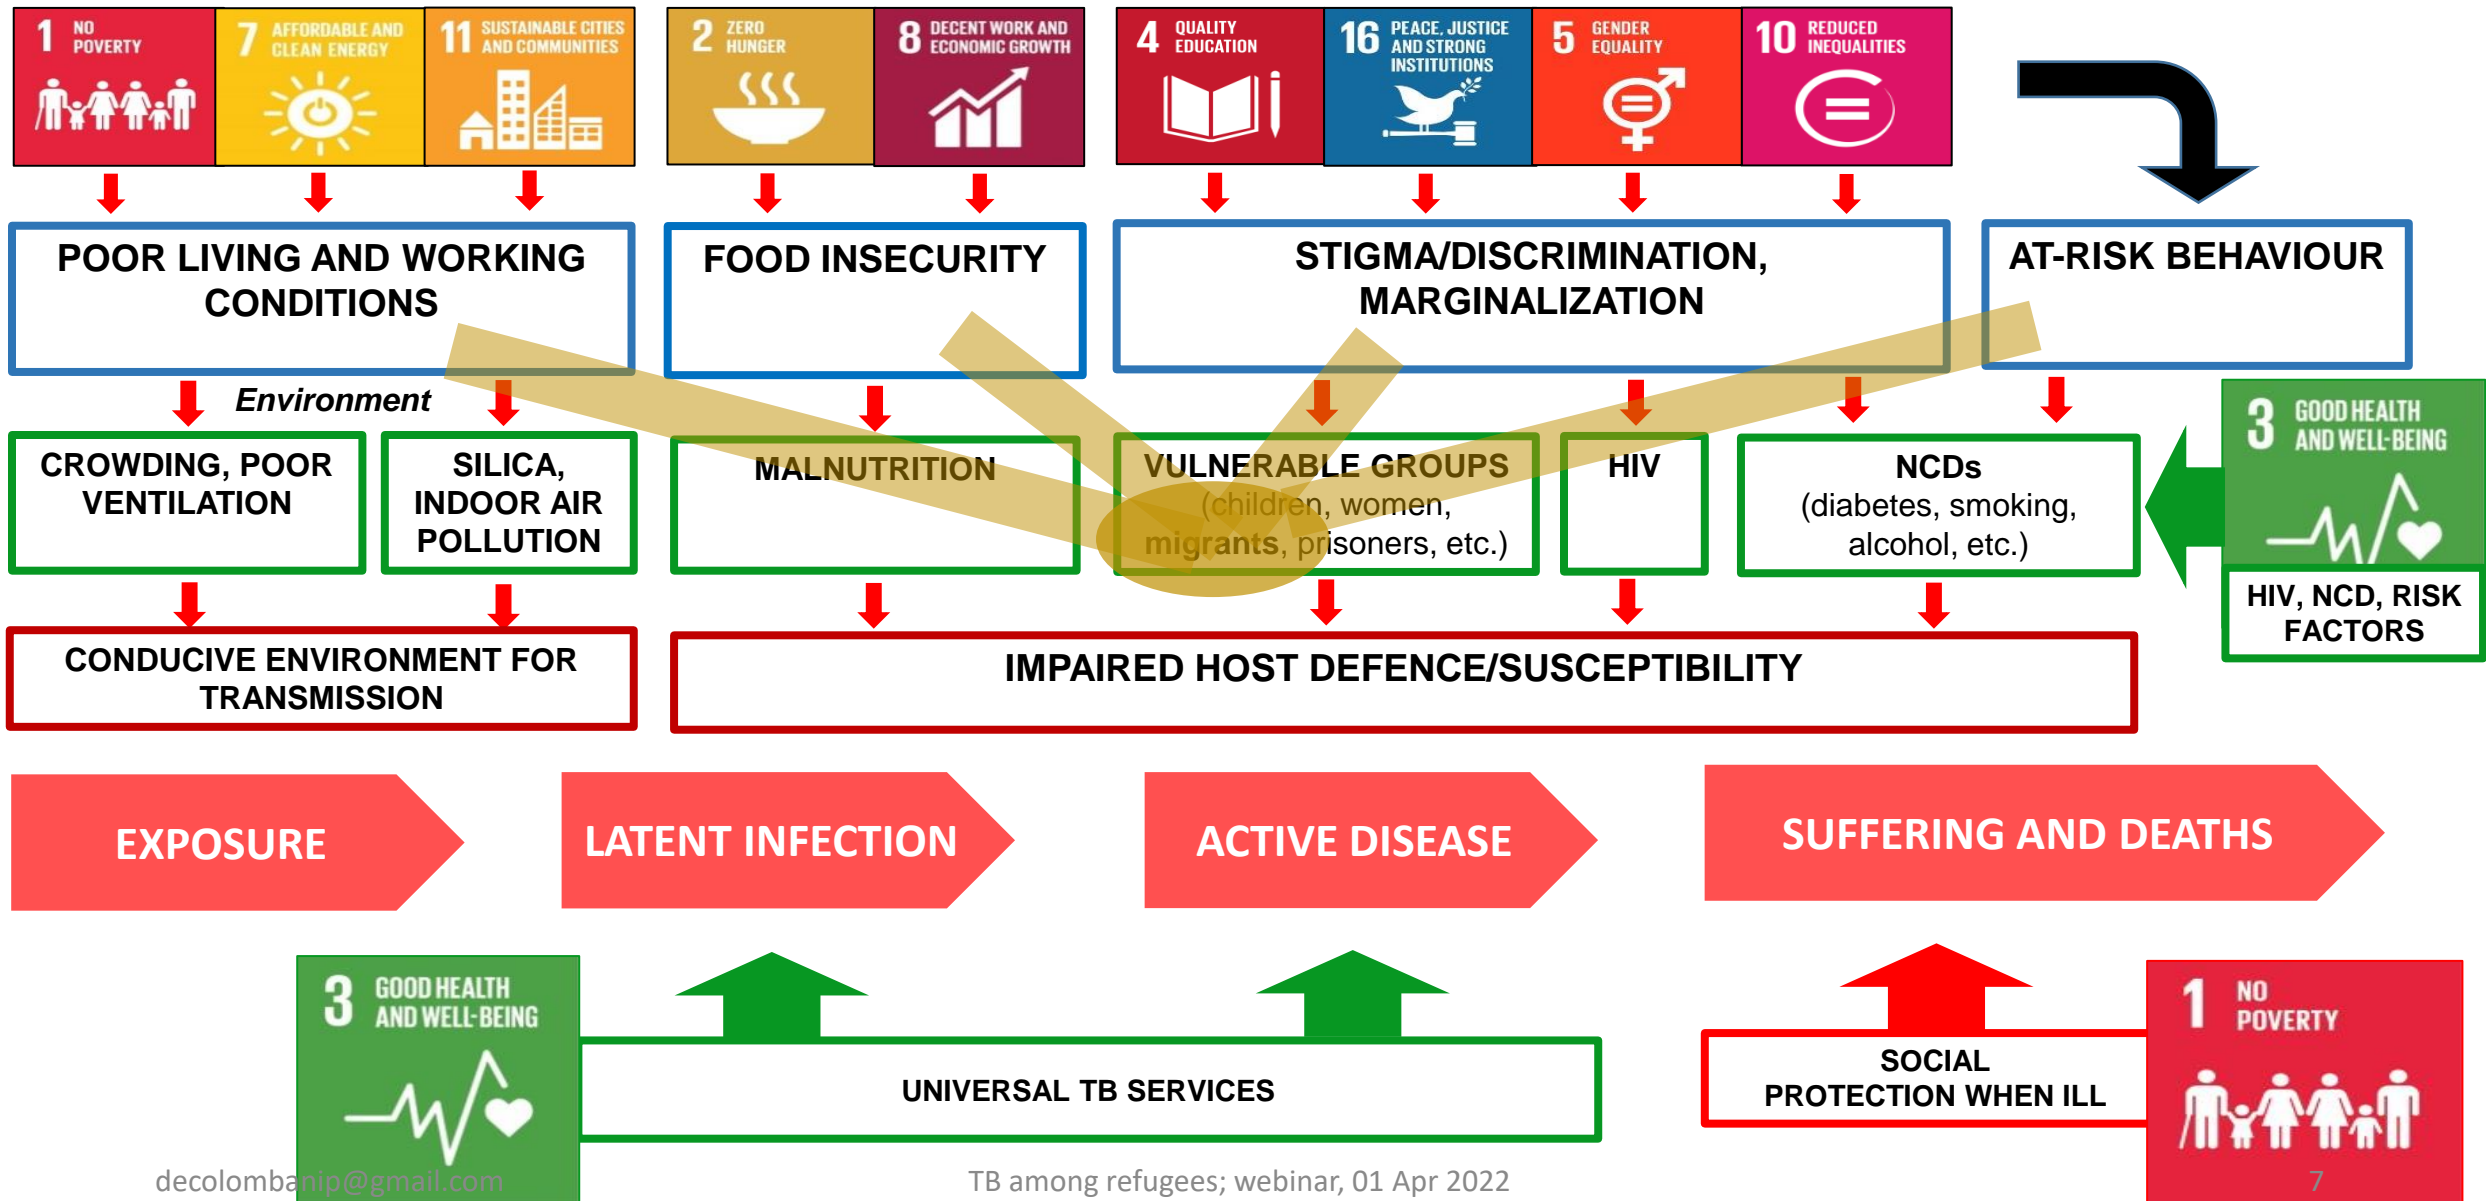 1 NO
POVERTY
7 AFFORDABLE AND
CLEAN ENERGY
11 SUSTAINABLE CITIES
AND COMMUNITIES
2 ZERO
HUNGER
8 DECENT WORK AND
ECONOMIC GROWTH
4 QUALITY
EDUCATION
16 PEACE, JUSTICE
AND STRONG
INSTITUTIONS
5 GENDER
EQUALITY
10 REDUCED
INEQUALITIES
POOR LIVING AND WORKING
CONDITIONS
FOOD INSECURITY
STIGMA/DISCRIMINATION,
MARGINALIZATION
AT-RISK BEHAVIOUR
Environment
CROWDING, POOR
VENTILATION
SILICA,
INDOOR AIR
POLLUTION
MALNUTRITION
VULNERABLE GROUPS
(children, women,
migrants, prisoners, etc.)
HIV
NCDs
(diabetes, smoking,
alcohol, etc.)
3 GOOD HEALTH
AND WELL-BEING
HIV, NCD, RISK
FACTORS
CONDUCIVE ENVIRONMENT FOR
TRANSMISSION
IMPAIRED HOST DEFENCE/SUSCEPTIBILITY
EXPOSURE
LATENT INFECTION
ACTIVE DISEASE
SUFFERING AND DEATHS
3 GOOD HEALTH
AND WELL-BEING
UNIVERSAL TB SERVICES
SOCIAL
PROTECTION WHEN ILL
1 NO
POVERTY
decolombanip@gmail.com
TB among refugees; webinar, 01 Apr 2022
7